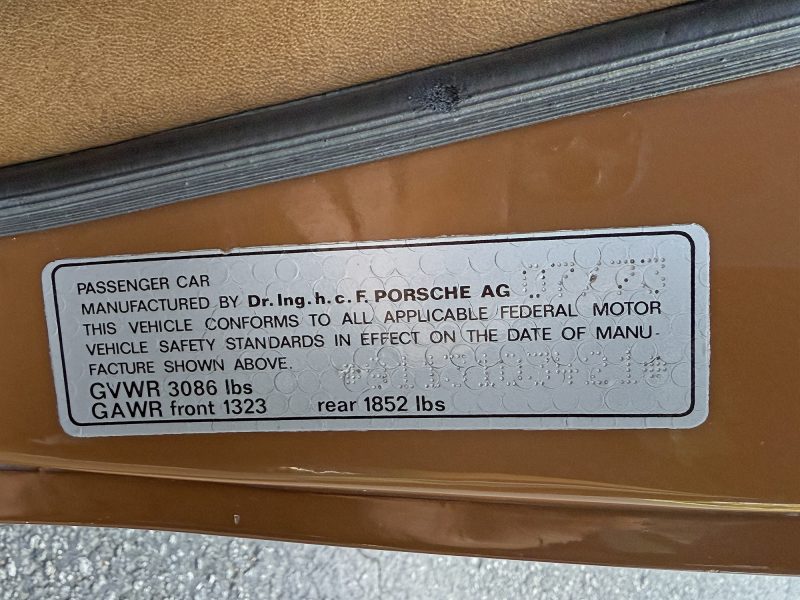 PASSENGER CAR
MANUFACTURED BY Dr. Ing. h. c. F. PORSCHE AG
THIS VEHICLE CONFORMS TO ALL APPLICABLE FEDERAL MOTOR
VEHICLE SAFETY STANDARDS IN EFFECT ON THE DATE OF MANU-
FACTURE SHOWN ABOVE.
GVWR 3086 lbs
GAWR front 1323 rear 1852 lbs